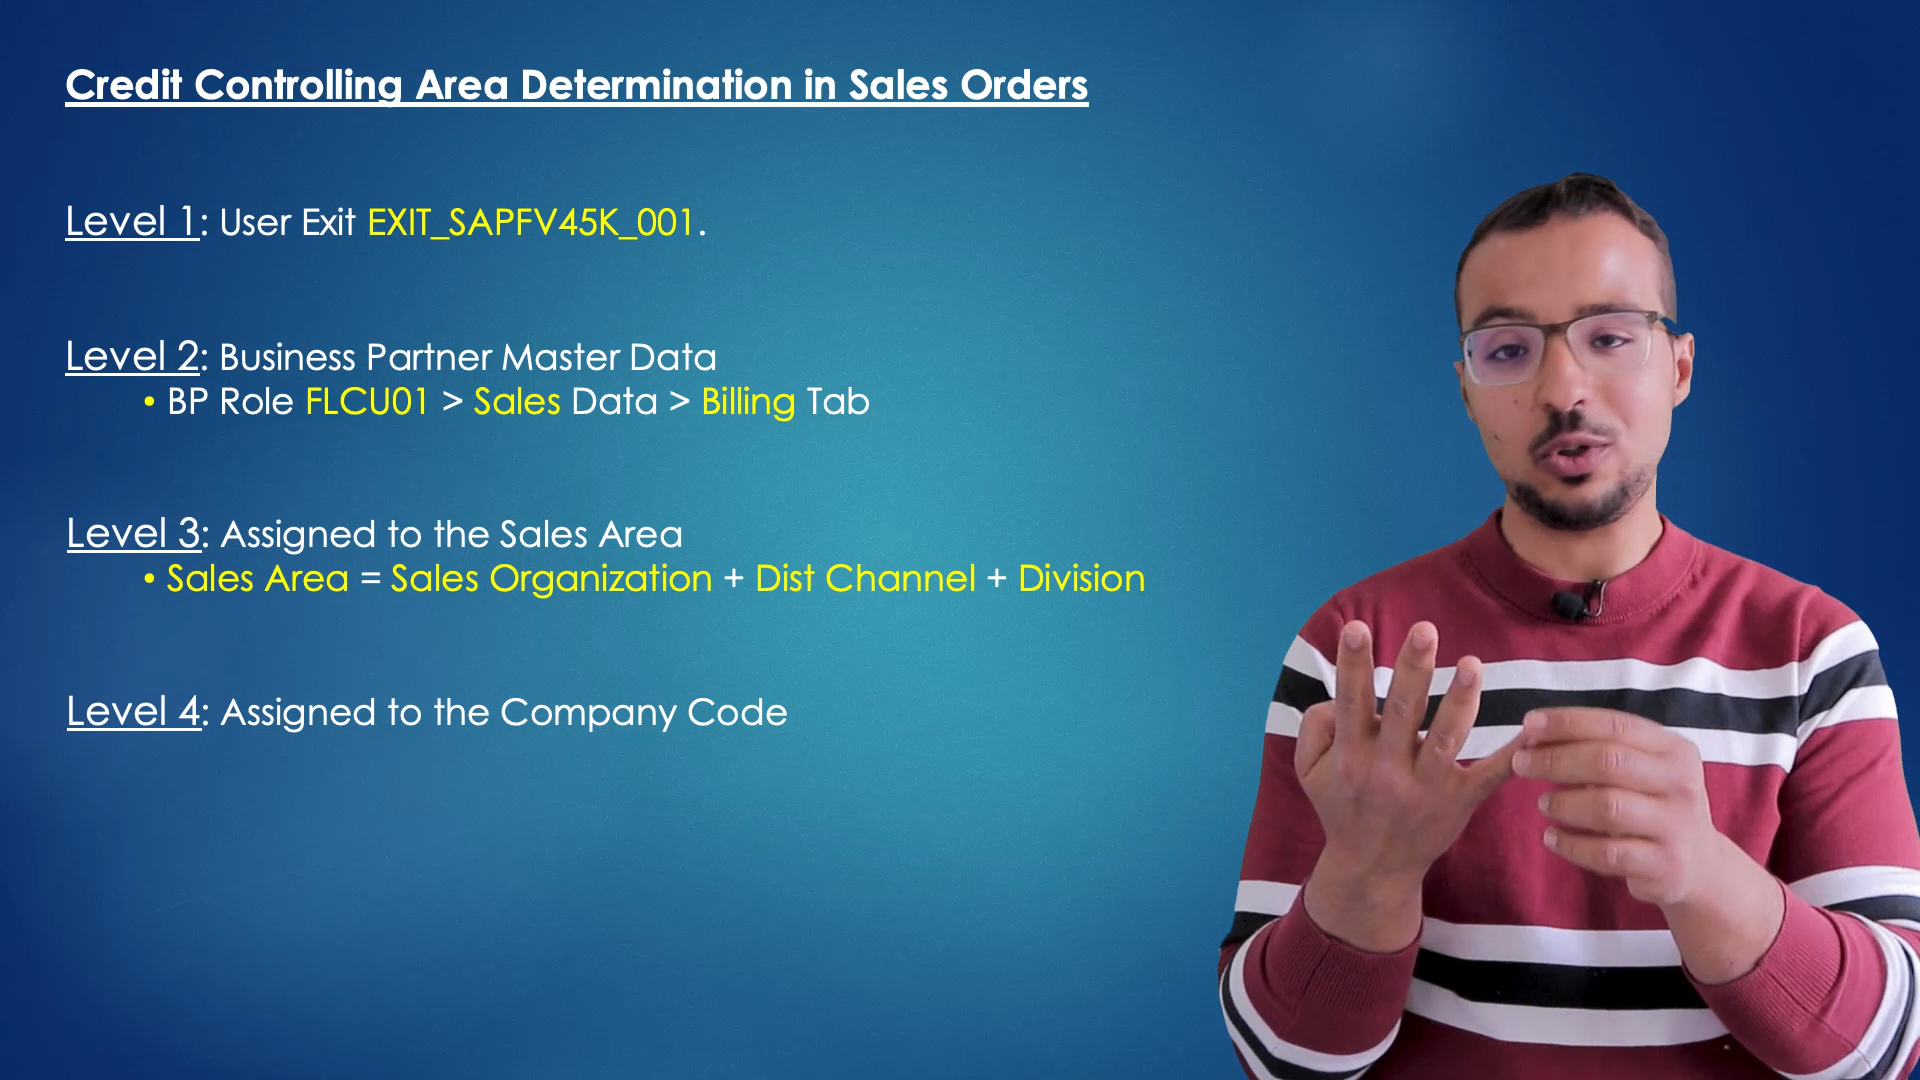 Credit Controlling Area Determination in Sales Orders
Level 1: User Exit EXIT_SAPFV45K_001.
Level 2: Business Partner Master Data
• BP Role FLCU01 > Sales Data > Billing Tab
Level 3: Assigned to the Sales Area
• Sales Area = Sales Organization + Dist Channel + Division
Level 4: Assigned to the Company Code